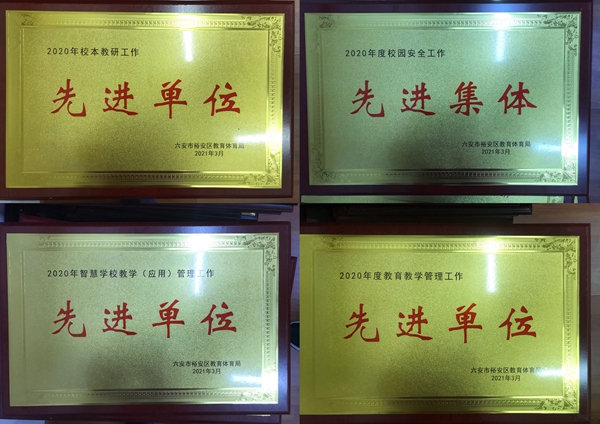 2020年校本教研工作
先进单位
六安市裕安区教育体育局
2021年3月
2020年度校园安全工作
先进集体
六安市裕安区教育体育局
2021年3月
2020年智慧学校教学（应用）管理工作
先进单位
六安市裕安区教育体育局
2021年3月
2020年度教育教学管理工作
先进单位
六安市裕安区教育体育局
2021年3月